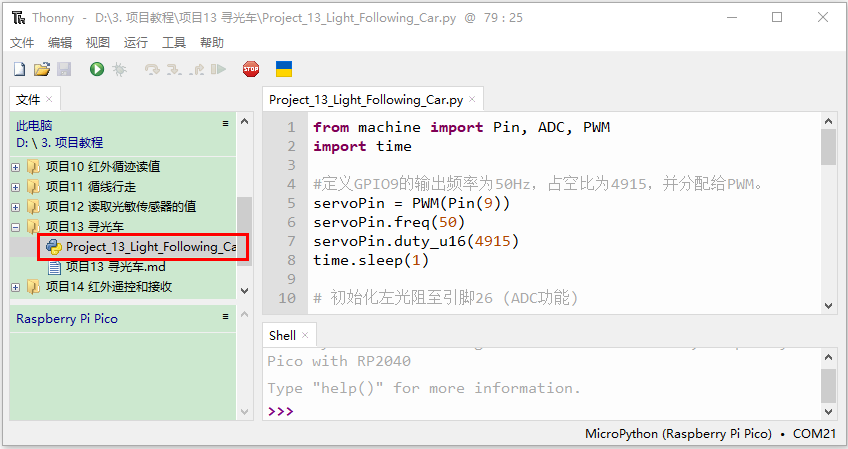 Thonny - D:\3. 项目教程\项目13 寻光车\Project_13_Light_Following_Car.py @ 79 : 25
文件 编辑 视图 运行 工具 帮助
STOP
文件 ×
此电脑
D: \ 3. 项目教程
项目10 红外循迹读值
项目11 循线行走
项目12 读取光敏传感器的值
项目13 寻光车
Project_13_Light_Following_Ca
项目13 寻光车.md
项目14 红外遥控和接收
Raspberry Pi Pico
Project_13_Light_Following_Car.py ×
1 from machine import Pin, ADC, PWM
2 import time
3
4 #定义GPIO9的输出频率为50Hz，占空比为4915，并分配给PWM。
5 servoPin = PWM(Pin(9))
6 servoPin.freq(50)
7 servoPin.duty_u16(4915)
8 time.sleep(1)
9
10 # 初始化左光阻至引脚26 (ADC功能)
Shell ×
Pico with RP2040
Type "help()" for more information.
>>>
MicroPython (Raspberry Pi Pico) • COM21